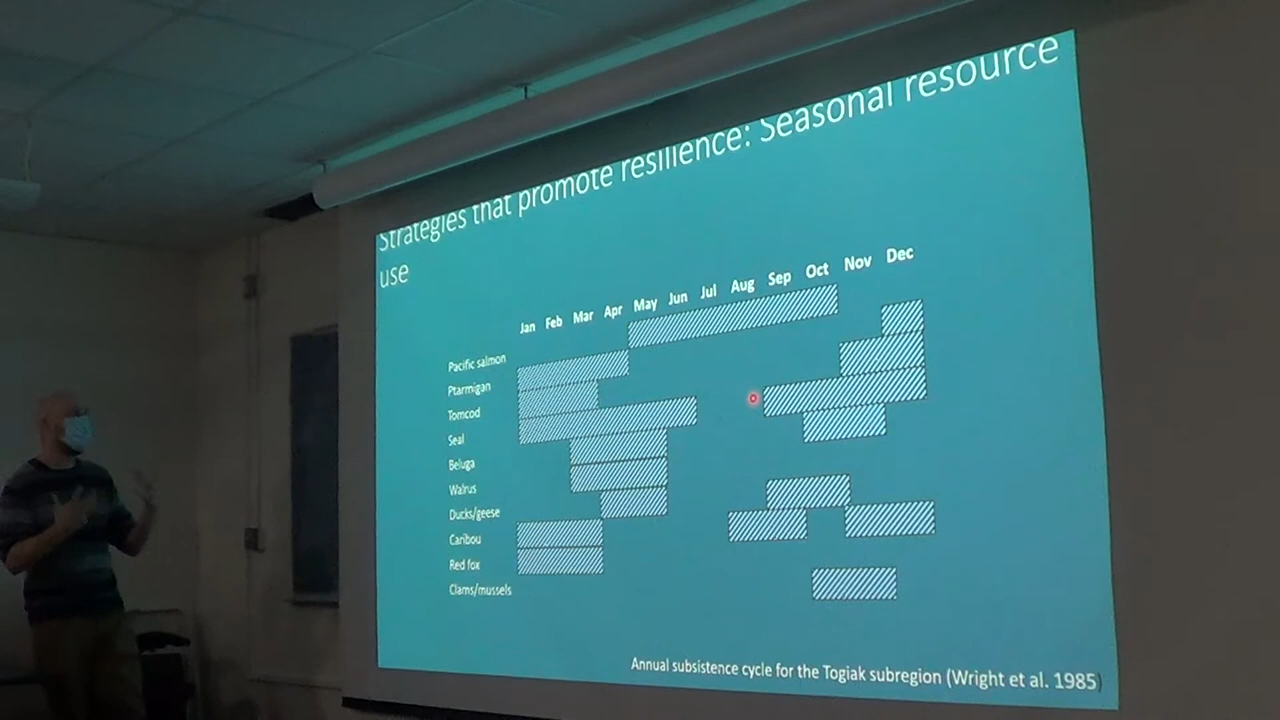 Strategies that promote resilience: Seasonal resource
use
Jan Feb Mar Apr May Jun Jul Aug Sep Oct Nov Dec
Pacific salmon
Ptarmigan
Tomcod
Seal
Beluga
Walrus
Ducks/geese
Caribou
Red fox
Clams/mussels
Annual subsistence cycle for the Togiak subregion (Wright et al. 1985)